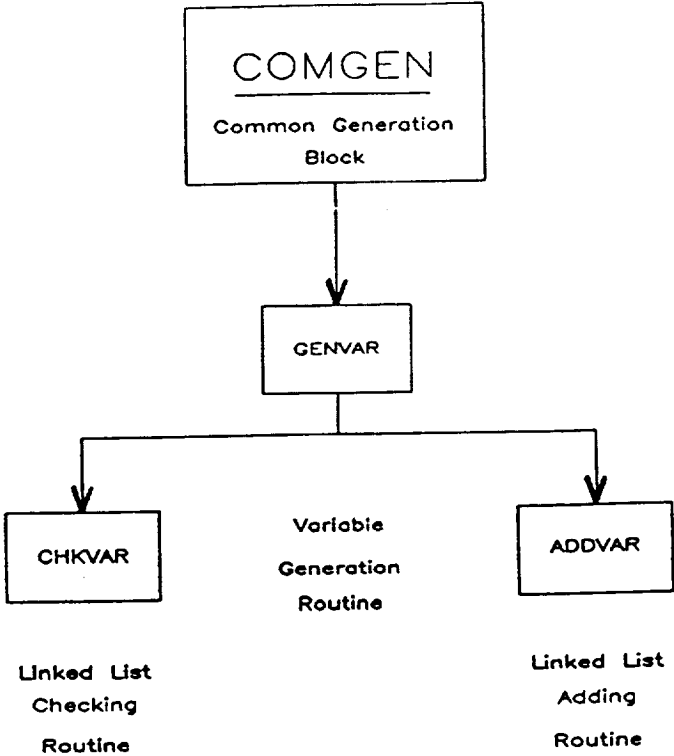 COMGEN
Common Generation
Block
GENVAR
CHKVAR
Variable
Generation
Routine
ADDVAR
Linked List
Checking
Routine
Linked List
Adding
Routine